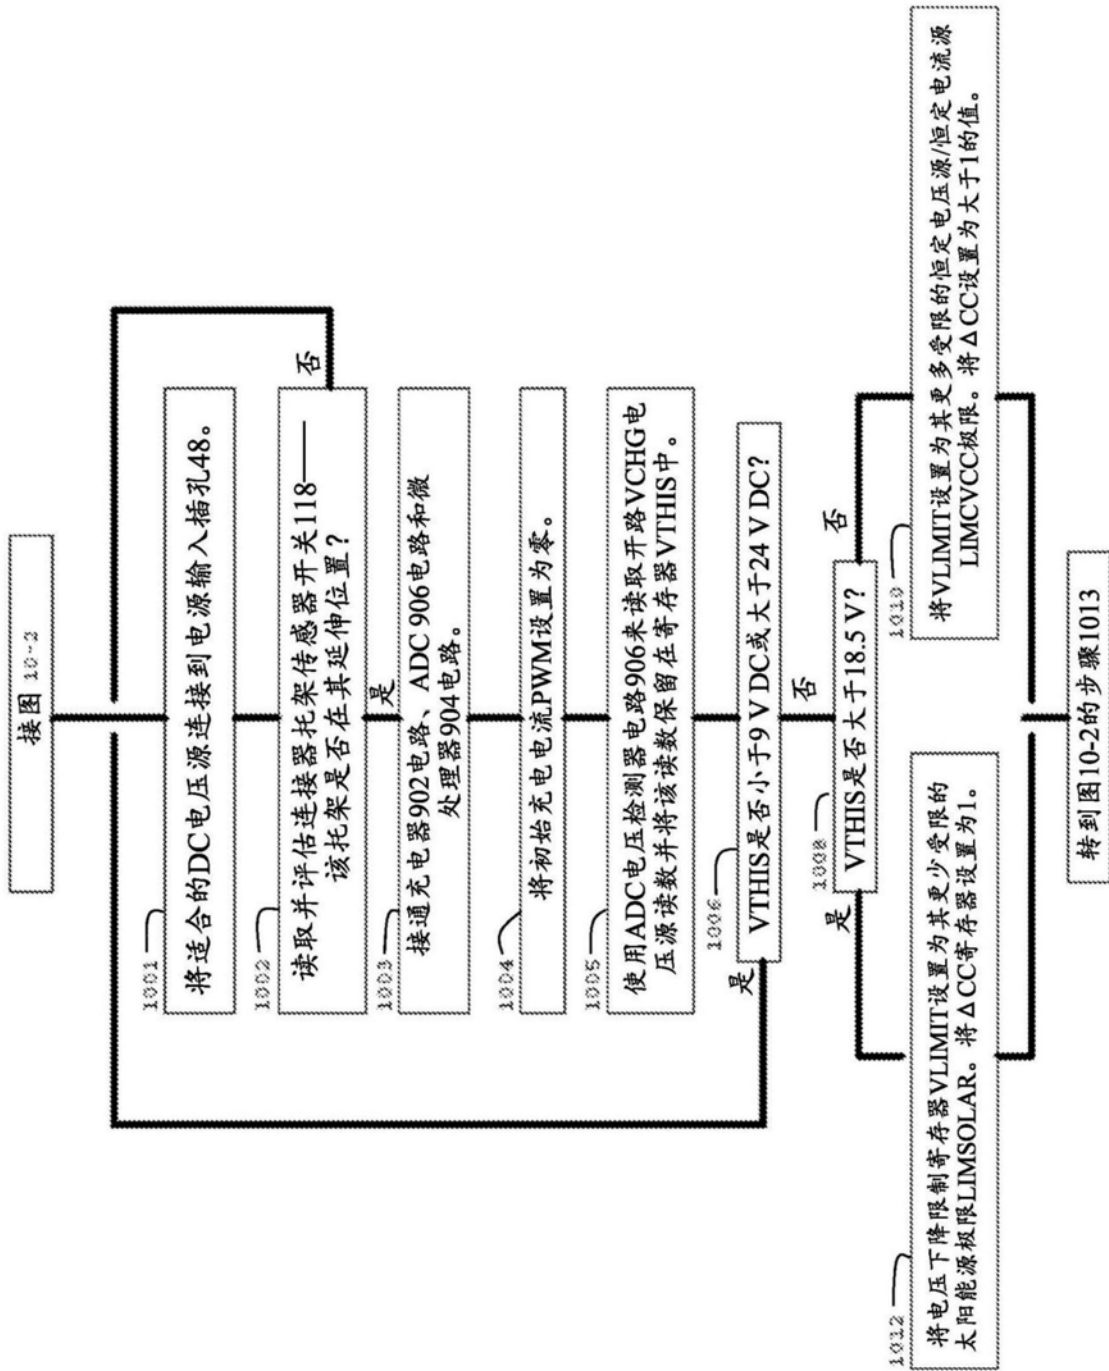 接图 10-2
1001
将适合的DC电压源连接到电源输入插孔48。
1002
读取并评估连接器托架传感器开关118——
该托架是否在其延伸位置？
否
是
1003
接通充电器902电路、ADC 906电路和微
处理器904电路。
1004
将初始充电电流PWM设置为零。
1005
使用ADC电压检测器电路906来读取开路VCHG电
压源读数并将该读数保留在寄存器VTHIS中。
1006
VTHIS是否小于9 V DC或大于24 V DC？
是
否
1008
VTHIS是否大于18.5 V？
是
否
1012
将电压下降限制寄存器VLIMIT设置为其更少受限的
太阳能源极限LIMSOLAR。将ΔCC寄存器设置为1。
1010
将VLIMIT设置为其更多受限的恒定电压源/恒定电流源
LIMCVCC极限。将ΔCC设置为大于1的值。
转到图10-2的步骤1013